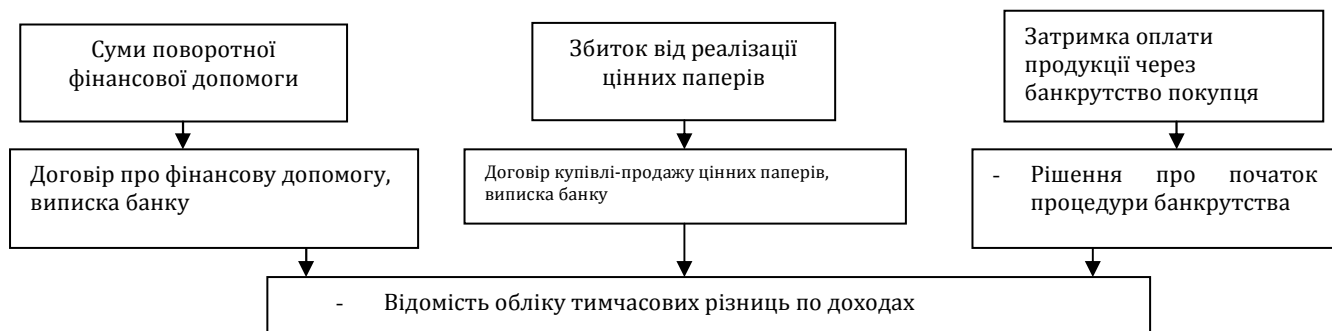 Суми поворотної
фінансової допомоги
Збиток від реалізації
цінних паперів
Затримка оплати
продукції через
банкрутство покупця
Договір про фінансову допомогу,
виписка банку
Договір купівлі-продажу цінних паперів,
виписка банку
- Рішення про початок
процедури банкрутства
- Відомість обліку тимчасових різниць по доходах